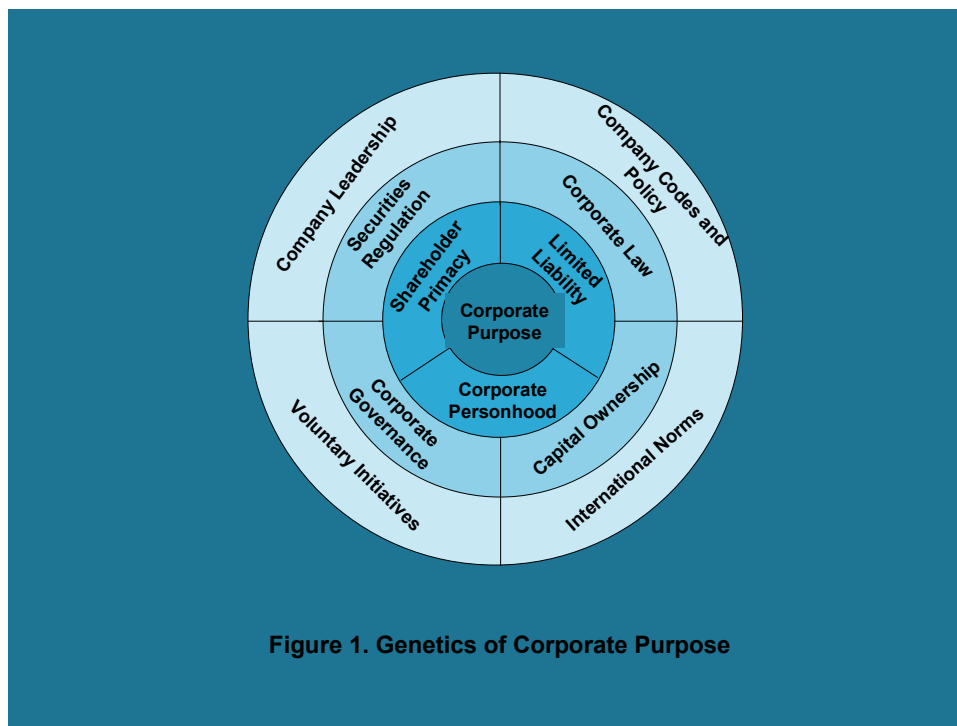 Company Leadership
Company Codes and
Policy
Securities
Regulation
Corporate Law
Shareholder
Primacy
Limited
Liability
Corporate
Purpose
Corporate
Personhood
Corporate
Governance
Capital Ownership
Voluntary Initiatives
International Norms
Figure 1. Genetics of Corporate Purpose